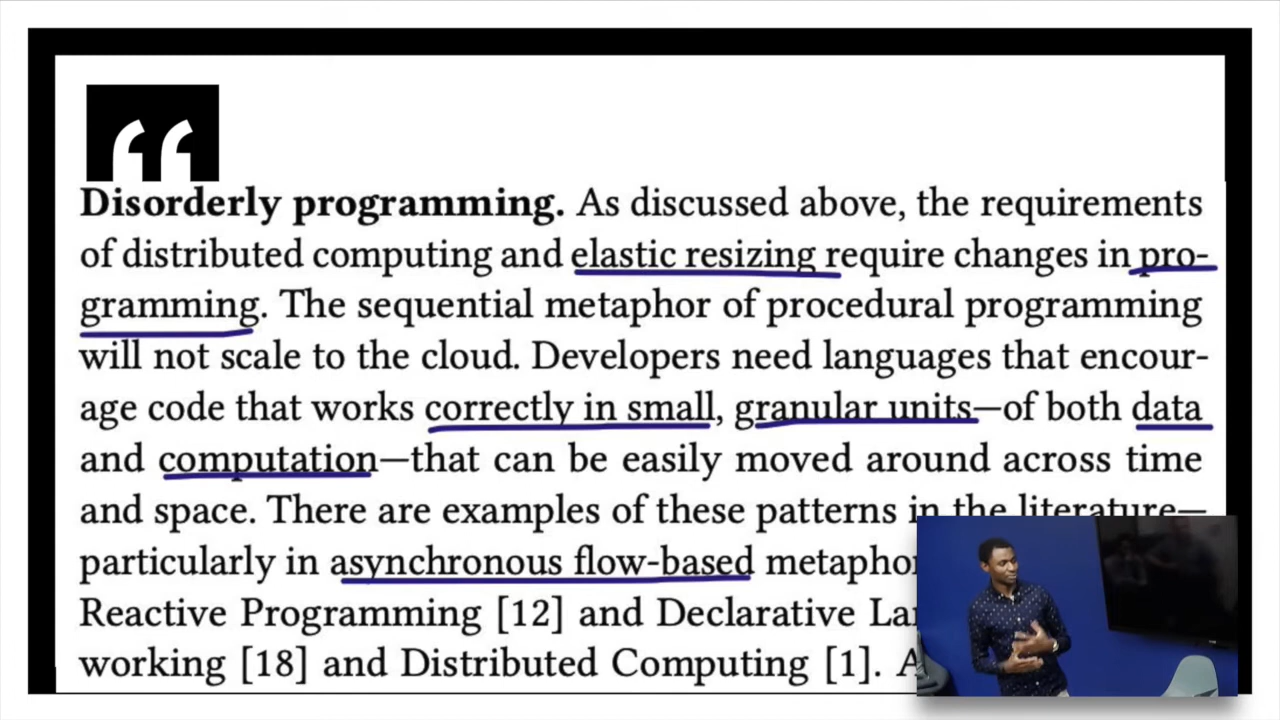 “
Disorderly programming. As discussed above, the requirements
of distributed computing and elastic resizing require changes in pro-
gramming. The sequential metaphor of procedural programming
will not scale to the cloud. Developers need languages that encour-
age code that works correctly in small, granular units—of both data
and computation—that can be easily moved around across time
and space. There are examples of these patterns in the literature—
particularly in asynchronous flow-based
Reactive Programming [12] and Declarative
working [18] and Distributed Computing [1].